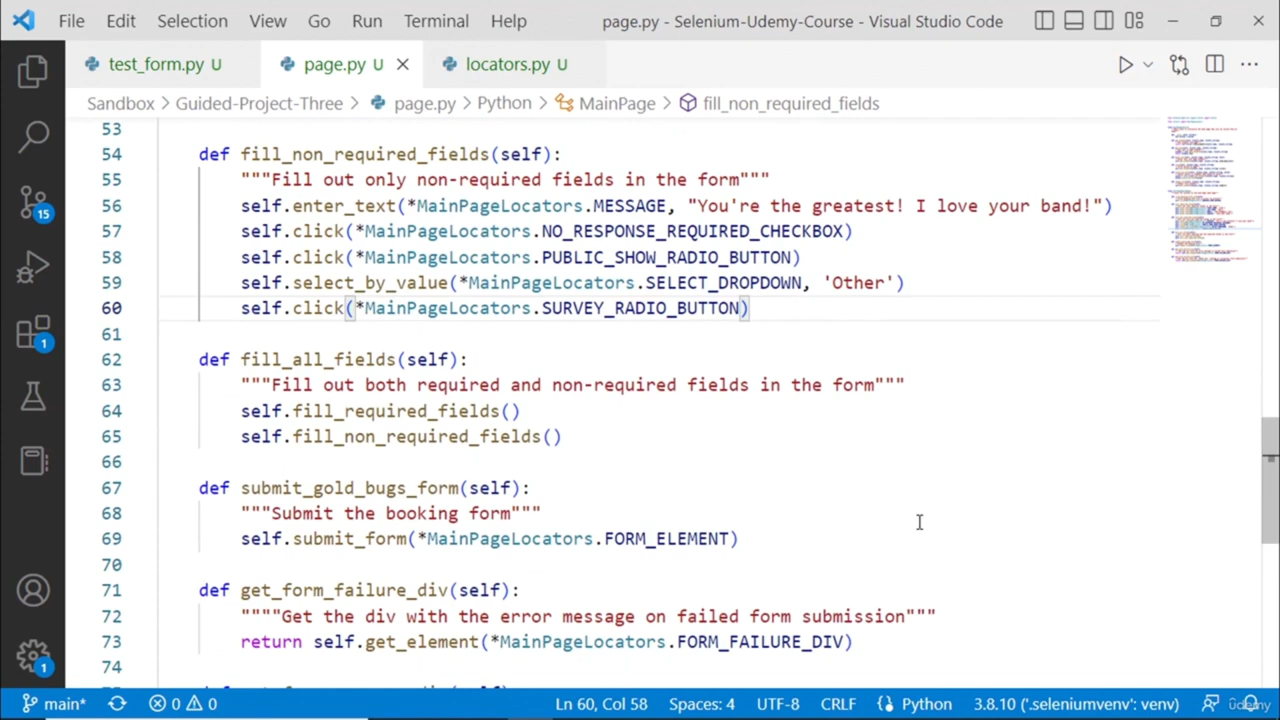 File Edit Selection View Go Run Terminal Help page.py - Selenium-Udemy-Course - Visual Studio Code
test_form.py U page.py U locators.py U
Sandbox > Guided-Project-Three > page.py > Python > MainPage > fill_non_required_fields
53
54 def fill_non_required_fields(self):
55 """Fill out only non-required fields in the form"""
56 self.enter_text(*MainPageLocators.MESSAGE, "You're the greatest! I love your band!")
57 self.click(*MainPageLocators.NO_RESPONSE_REQUIRED_CHECKBOX)
58 self.click(*MainPageLocators.PUBLIC_SHOW_RADIO_BUTTON)
59 self.select_by_value(*MainPageLocators.SELECT_DROPDOWN, 'Other')
60 self.click(*MainPageLocators.SURVEY_RADIO_BUTTON)
61
62 def fill_all_fields(self):
63 """Fill out both required and non-required fields in the form"""
64 self.fill_required_fields()
65 self.fill_non_required_fields()
66
67 def submit_gold_bugs_form(self):
68 """Submit the booking form"""
69 self.submit_form(*MainPageLocators.FORM_ELEMENT)
70
71 def get_form_failure_div(self):
72 """"Get the div with the error message on failed form submission"""
73 return self.get_element(*MainPageLocators.FORM_FAILURE_DIV)
74
15
1
1
main* 0 0 Ln 60, Col 58 Spaces: 4 UTF-8 CRLF Python 3.8.10 ('.seleniumvenv': venv)
udemy